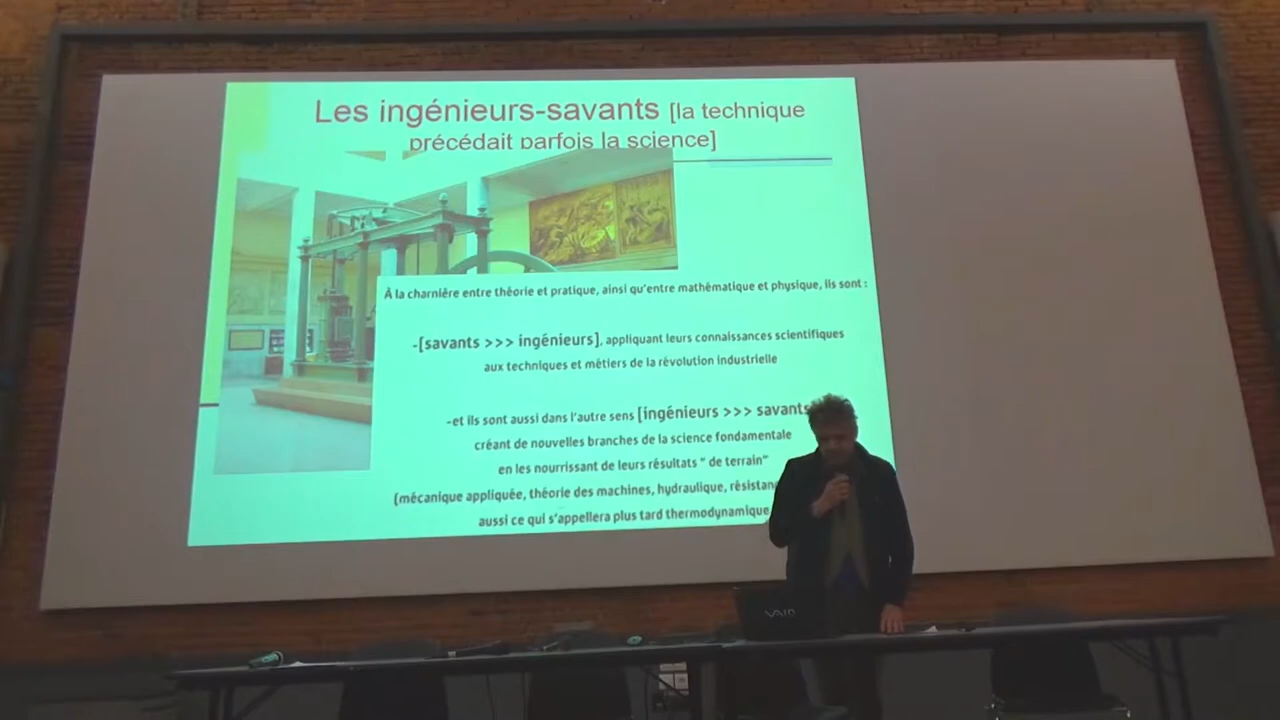 Les ingénieurs-savants [la technique
précédait parfois la science]
À la charnière entre théorie et pratique, ainsi qu'entre mathématique et physique, ils sont :
-[savants >>> ingénieurs], appliquant leurs connaissances scientifiques
aux techniques et métiers de la révolution industrielle
-et ils sont aussi dans l'autre sens [ingénieurs >>> savants
créant de nouvelles branches de la science fondamentale
en les nourrissant de leurs résultats " de terrain"
(mécanique appliquée, théorie des machines, hydraulique,
aussi ce qui s'appellera plus tard thermodynamique
VAIO